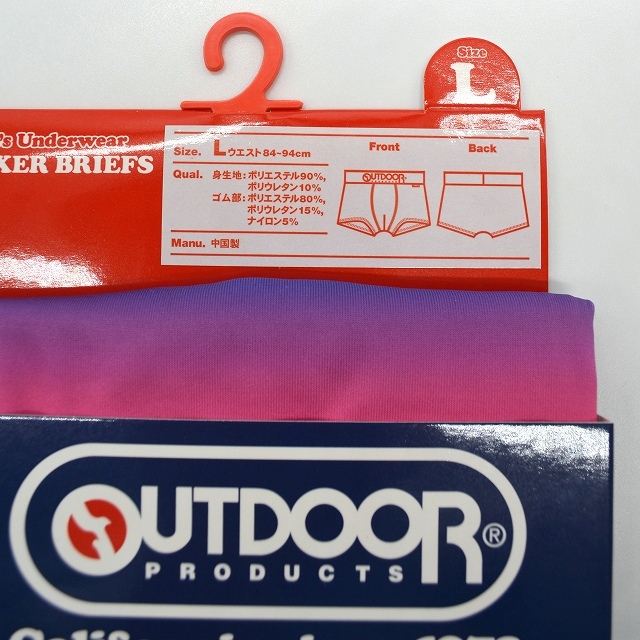 Size
L
's Underwear
XER BRIEFS
Size. Lウエスト84~94cm
Qual. 身生地:ポリエステル90%,
ポリウレタン10%
ゴム部:ポリエステル80%,
ポリウレタン15%,
ナイロン5%
Manu. 中国製
Front
Back
OUTDOOR
OUTDOOR®
PRODUCTS